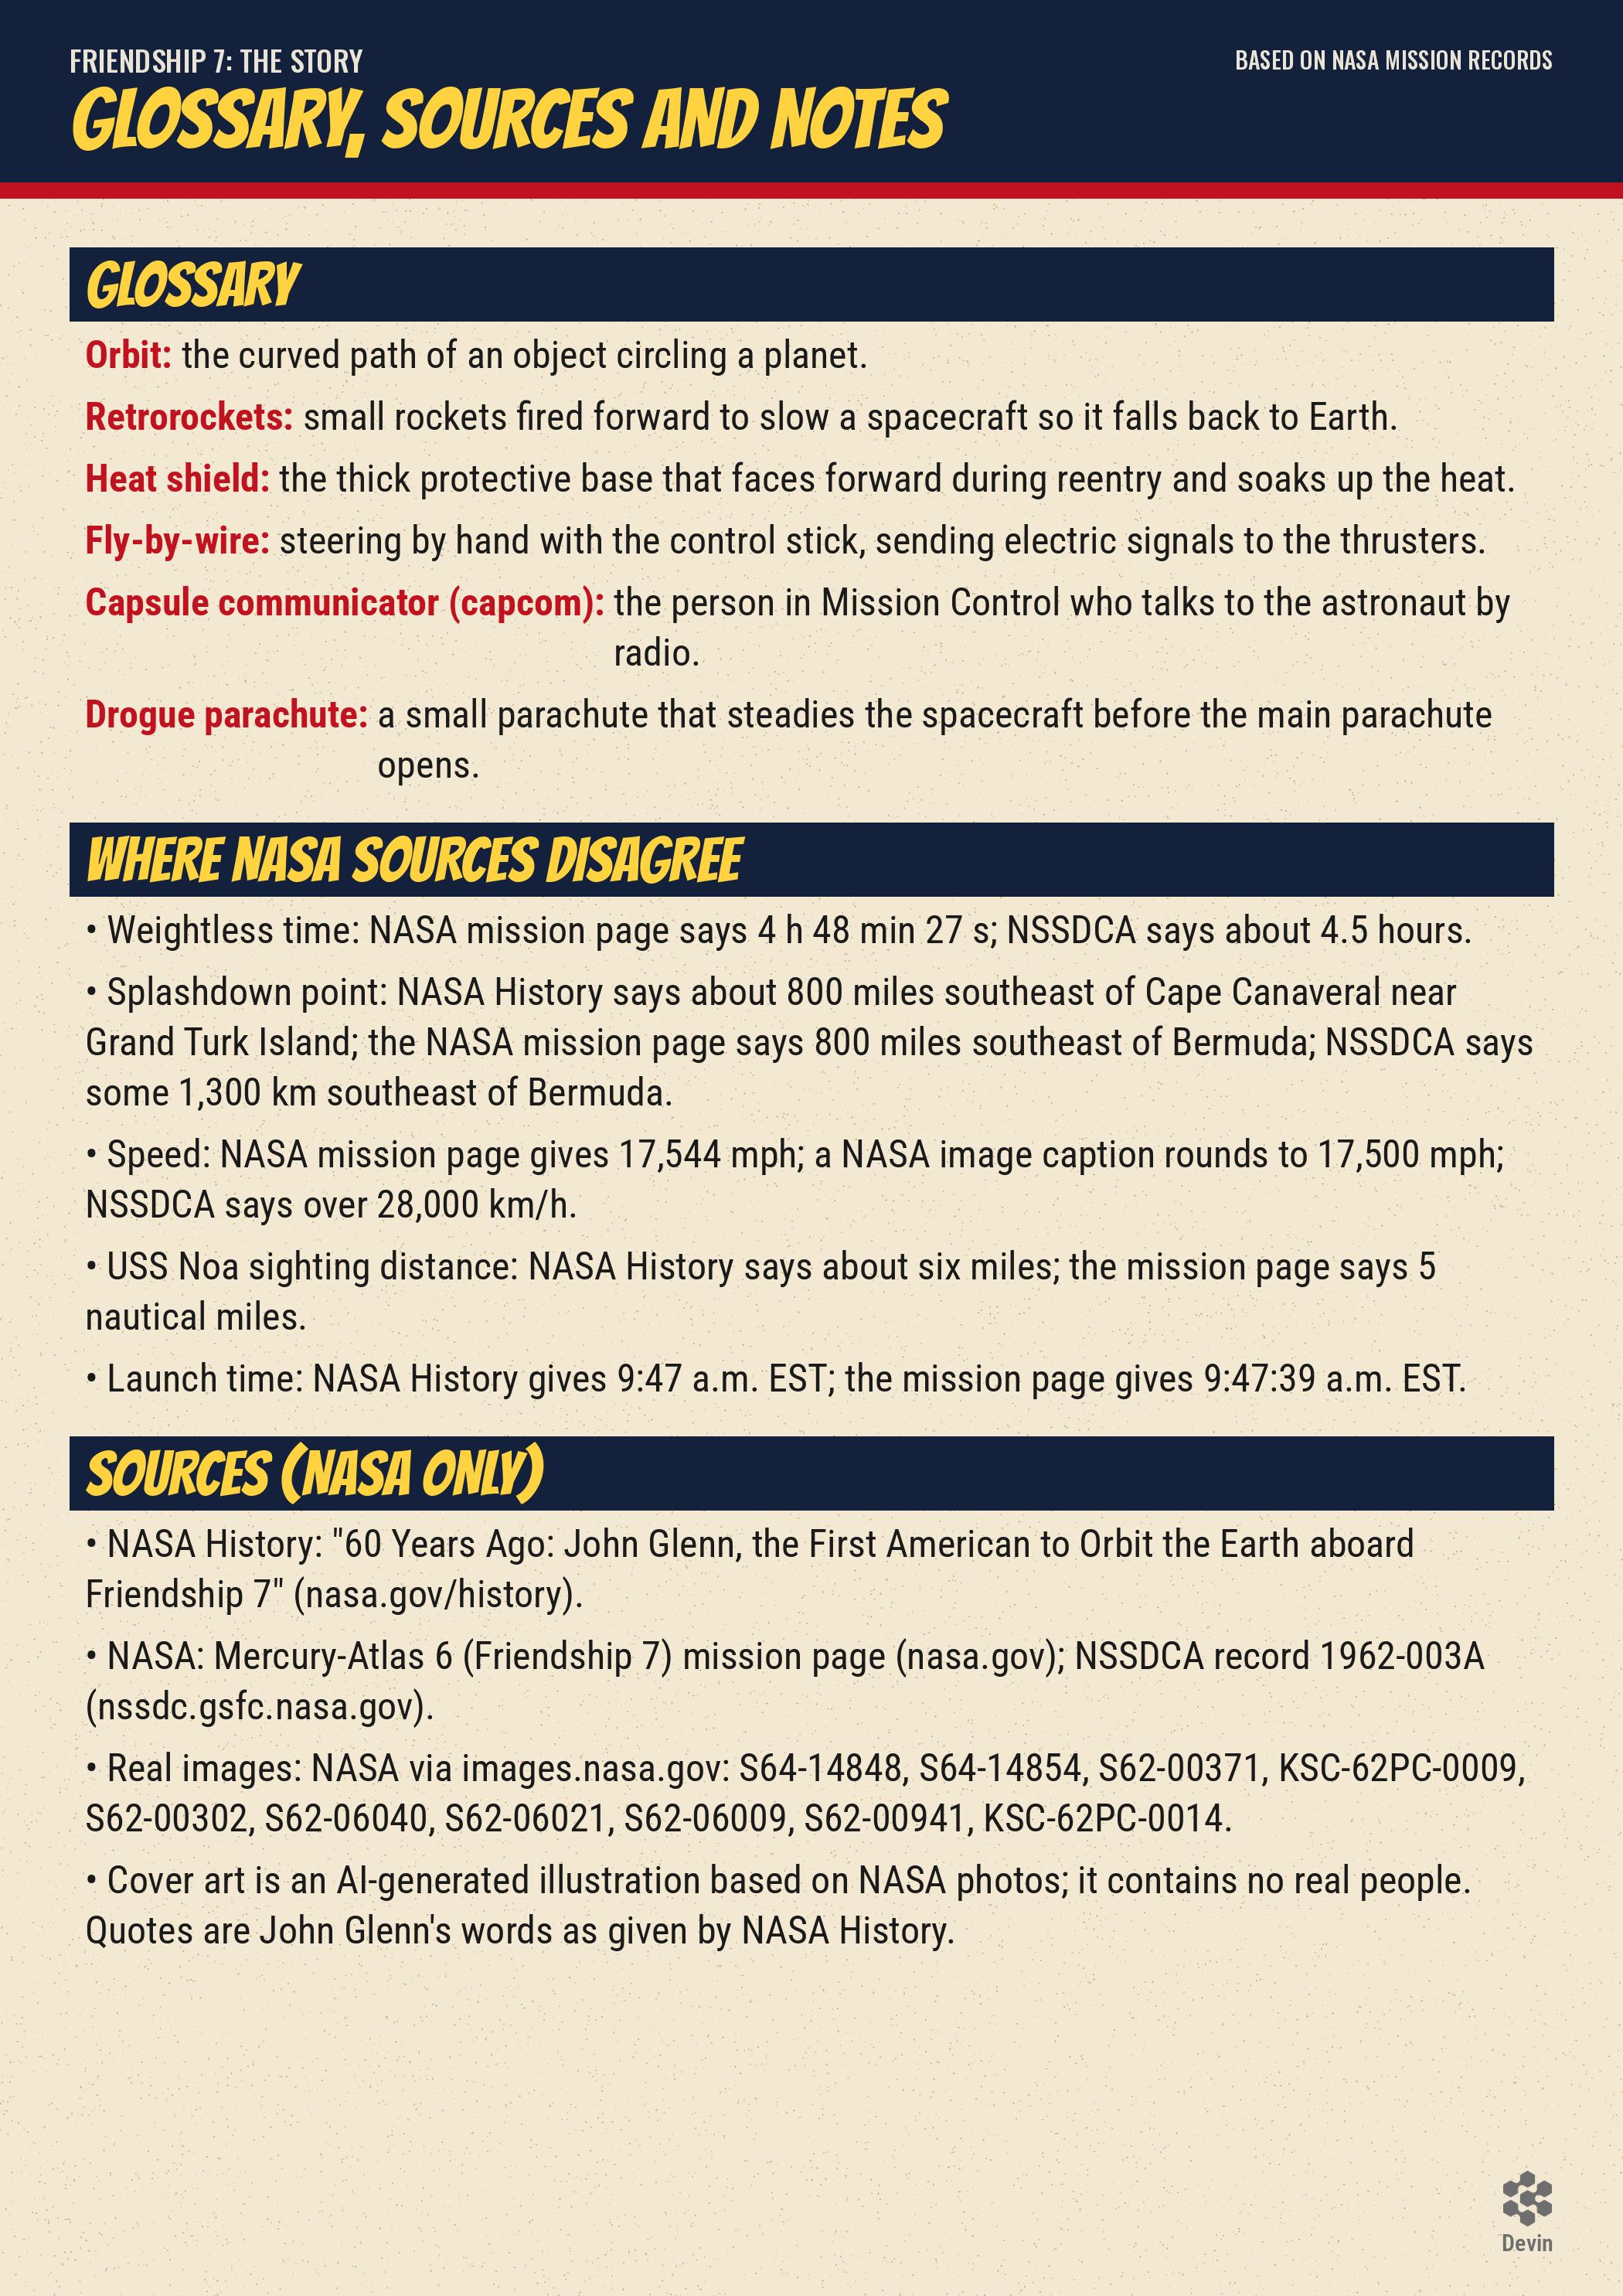 FRIENDSHIP 7: THE STORY
BASED ON NASA MISSION RECORDS
GLOSSARY, SOURCES AND NOTES
GLOSSARY
Orbit: the curved path of an object circling a planet.
Retrorockets: small rockets fired forward to slow a spacecraft so it falls back to Earth.
Heat shield: the thick protective base that faces forward during reentry and soaks up the heat.
Fly-by-wire: steering by hand with the control stick, sending electric signals to the thrusters.
Capsule communicator (capcom): the person in Mission Control who talks to the astronaut by
radio.
Drogue parachute: a small parachute that steadies the spacecraft before the main parachute
opens.
WHERE NASA SOURCES DISAGREE
• Weightless time: NASA mission page says 4 h 48 min 27 s; NSSDCA says about 4.5 hours.
• Splashdown point: NASA History says about 800 miles southeast of Cape Canaveral near
Grand Turk Island; the NASA mission page says 800 miles southeast of Bermuda; NSSDCA says
some 1,300 km southeast of Bermuda.
• Speed: NASA mission page gives 17,544 mph; a NASA image caption rounds to 17,500 mph;
NSSDCA says over 28,000 km/h.
• USS Noa sighting distance: NASA History says about six miles; the mission page says 5
nautical miles.
• Launch time: NASA History gives 9:47 a.m. EST; the mission page gives 9:47:39 a.m. EST.
SOURCES (NASA ONLY)
• NASA History: "60 Years Ago: John Glenn, the First American to Orbit the Earth aboard
Friendship 7" (nasa.gov/history).
• NASA: Mercury-Atlas 6 (Friendship 7) mission page (nasa.gov); NSSDCA record 1962-003A
(nssdc.gsfc.nasa.gov).
• Real images: NASA via images.nasa.gov: S64-14848, S64-14854, S62-00371, KSC-62PC-0009,
S62-00302, S62-06040, S62-06021, S62-06009, S62-00941, KSC-62PC-0014.
• Cover art is an AI-generated illustration based on NASA photos; it contains no real people.
Quotes are John Glenn's words as given by NASA History.
Devin